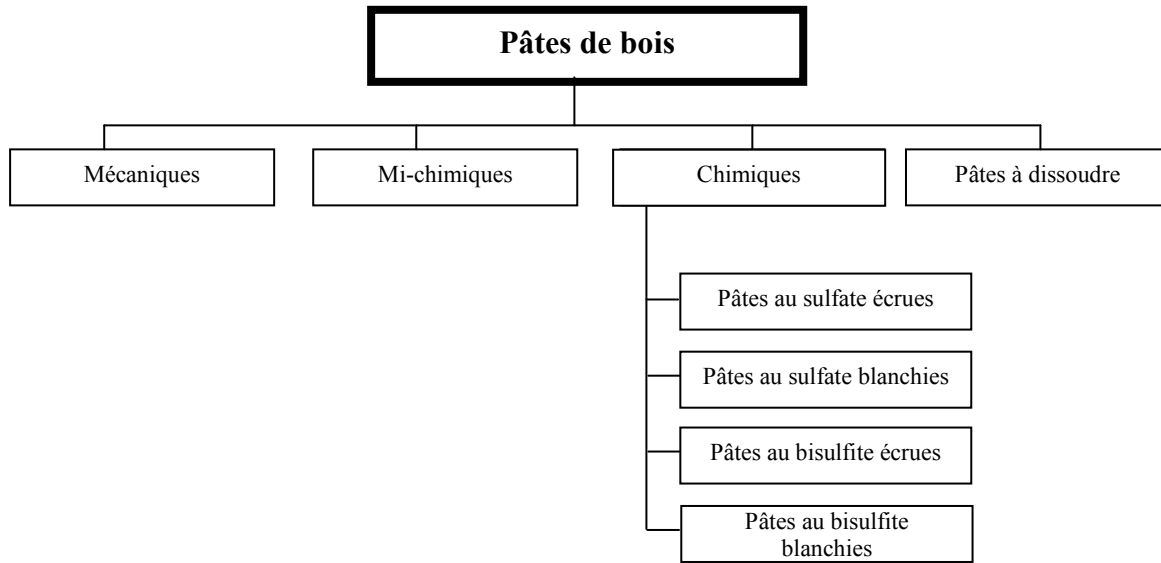 Pâtes de bois
Mécaniques
Mi-chimiques
Chimiques
Pâtes à dissoudre
Pâtes au sulfate écrues
Pâtes au sulfate blanchies
Pâtes au bisulfite écrues
Pâtes au bisulfite
blanchies